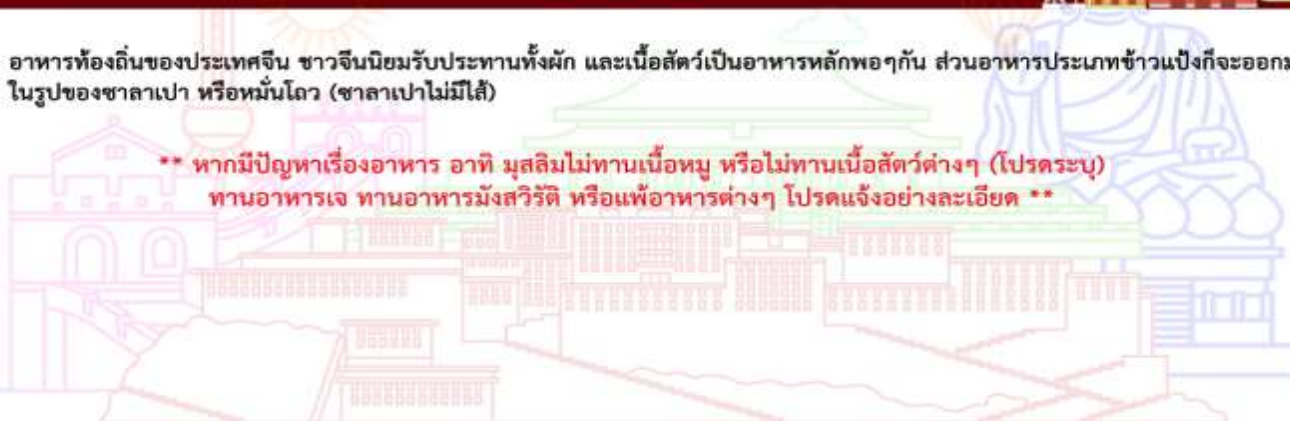 อาหารท้องถิ่นของประเทศจีน ชาวจีนนิยมรับประทานทั้งผัก และเนื้อสัตว์เป็นอาหารหลักพอๆกัน ส่วนอาหารประเภทข้าวแป้งก็จะออกม
ในรูปของซาลาเปา หรือหมั่นโถว (ซาลาเปาไม่มีไส้)
** หากมีปัญหาเรื่องอาหาร อาทิ มุสลิมไม่ทานเนื้อหมู หรือไม่ทานเนื้อสัตว์ต่างๆ (โปรดระบุ)
ทานอาหารเจ ทานอาหารมังสวิรัติ หรือแพ้อาหารต่างๆ โปรดแจ้งอย่างละเอียด **